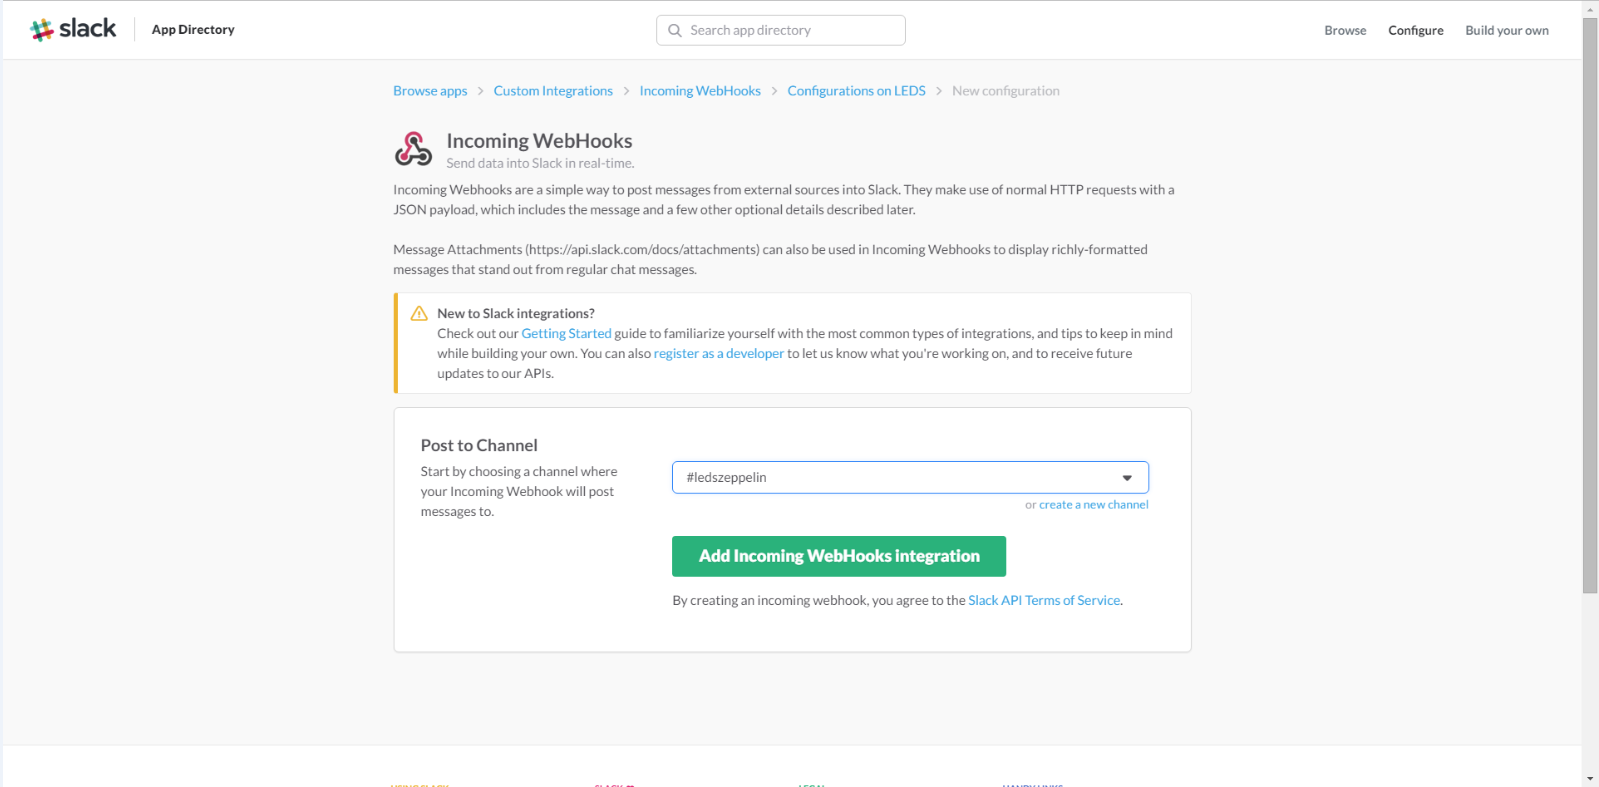 slack
App Directory
Search app directory
Browse
Configure
Build your own
Browse apps > Custom Integrations > Incoming WebHooks > Configurations on LEDS > New configuration
Incoming WebHooks
Send data into Slack in real-time.
Incoming Webhooks are a simple way to post messages from external sources into Slack. They make use of normal HTTP requests with a
JSON payload, which includes the message and a few other optional details described later.
Message Attachments (https://api.slack.com/docs/attachments) can also be used in Incoming Webhooks to display richly-formatted
messages that stand out from regular chat messages.
New to Slack integrations?
Check out our Getting Started guide to familiarize yourself with the most common types of integrations, and tips to keep in mind
while building your own. You can also register as a developer to let us know what you're working on, and to receive future
updates to our APIs.
Post to Channel
Start by choosing a channel where
your Incoming Webhook will post
messages to.
#ledszeppelin
or create a new channel
Add Incoming WebHooks integration
By creating an incoming webhook, you agree to the Slack API Terms of Service.